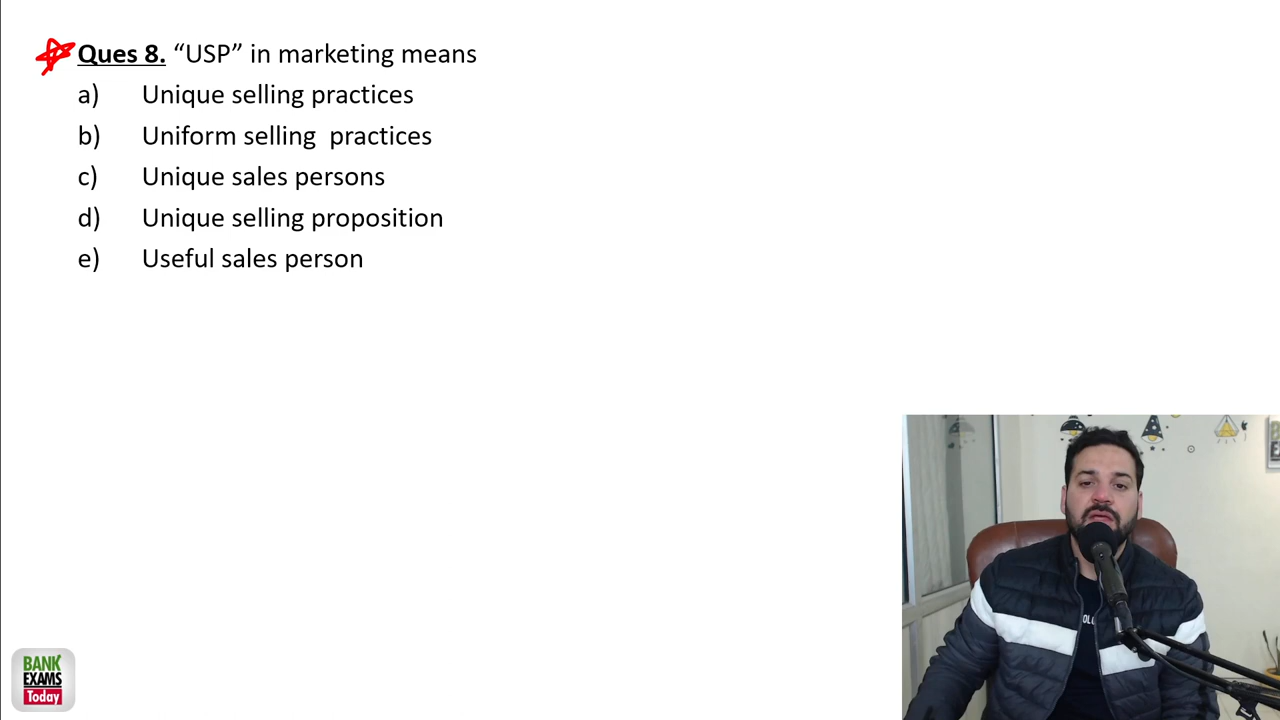 Ques 8. “USP” in marketing means
a) Unique selling practices
b) Uniform selling  practices
c) Unique sales persons
d) Unique selling proposition
e) Useful sales person
BANK
EXAMS
Today